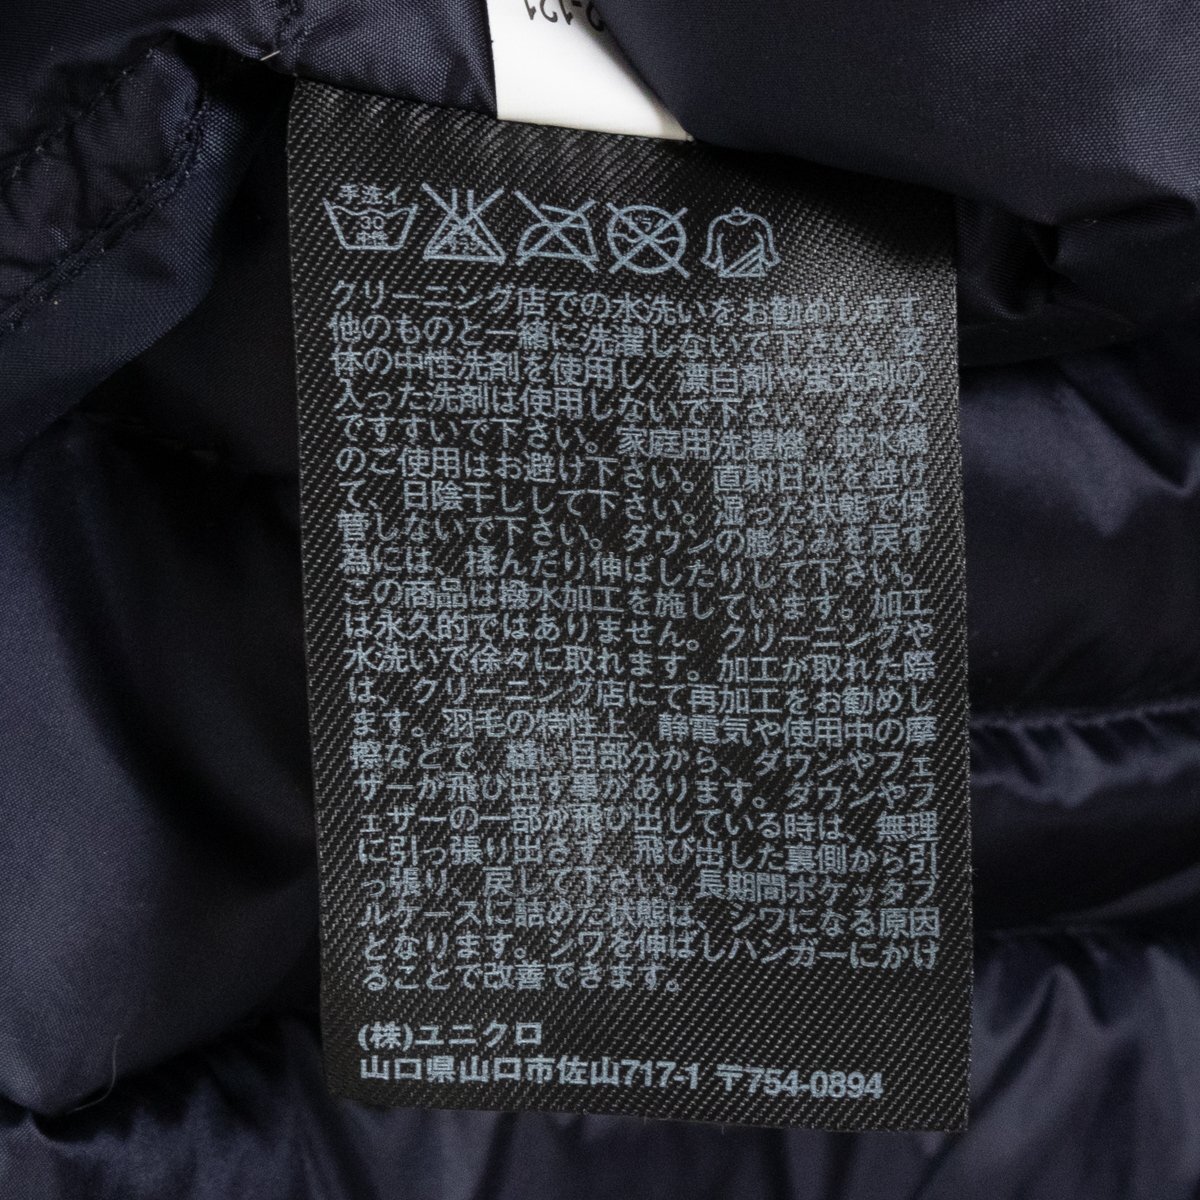 2-121
手洗イ
30
中性
エンソ
サラシ
ドライ
クリーニング店での水洗いをお勧めします。
他のものと一緒に洗濯しないで下さい。液
体の中性洗剤を使用し、漂白剤や蛍光剤の
入った洗剤は使用しないで下さい。よく水
ですすいで下さい。家庭用洗濯機、脱水機
のご使用はお避け下さい。直射日光を避け
て、日陰干しして下さい。湿った状態で保
管しないで下さい。ダウンの膨らみを戻す
為には、揉んだり伸ばしたりして下さい。
この商品は撥水加工を施しています。加工
は永久的ではありません。クリーニングや
水洗いで徐々に取れます。加工が取れた際
は、クリーニング店にて再加工をお勧めし
ます。羽毛の特性上、静電気や使用中の摩
擦などで、縫い目部分から、ダウンやフェ
ザーが飛び出す事があります。ダウンやフ
ェザーの一部が飛び出している時は、無理
に引っ張り出さず、飛び出した裏側から引
っ張り、戻して下さい。長期間ポケッタブ
ルケースに詰めた状態は、シワになる原因
となります。シワを伸ばしハンガーにかけ
ることで改善できます。
(株)ユニクロ
山口県山口市佐山717-1 〒754-0894